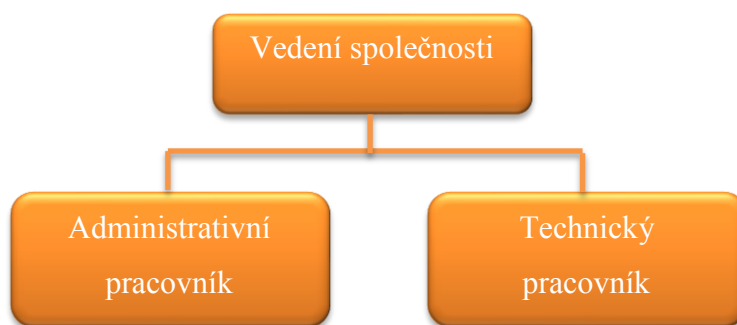 Vedení společnosti
Administrativní
pracovník
Technický
pracovník